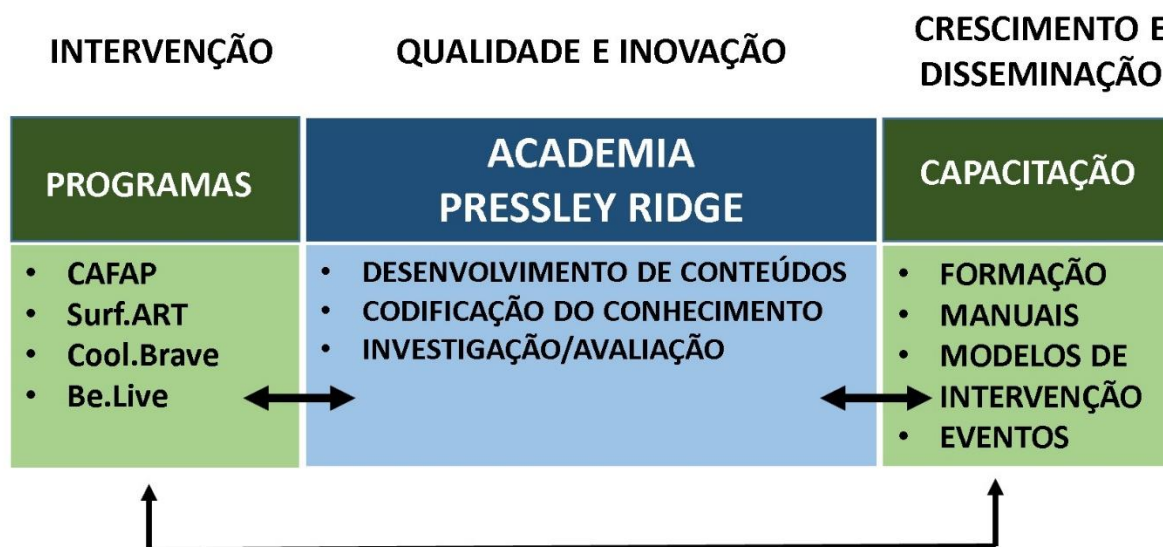 INTERVENÇÃO
QUALIDADE E INOVAÇÃO
CRESCIMENTO E
DISSEMINAÇÃO
PROGRAMAS
ACADEMIA
PRESSLEY RIDGE
CAPACITAÇÃO
• CAFAP
• Surf.ART
• Cool.Brave
• Be.Live
• DESENVOLVIMENTO DE CONTEÚDOS
• CODIFICAÇÃO DO CONHECIMENTO
• INVESTIGAÇÃO/AVALIAÇÃO
• FORMAÇÃO
• MANUAIS
• MODELOS DE
INTERVENÇÃO
• EVENTOS